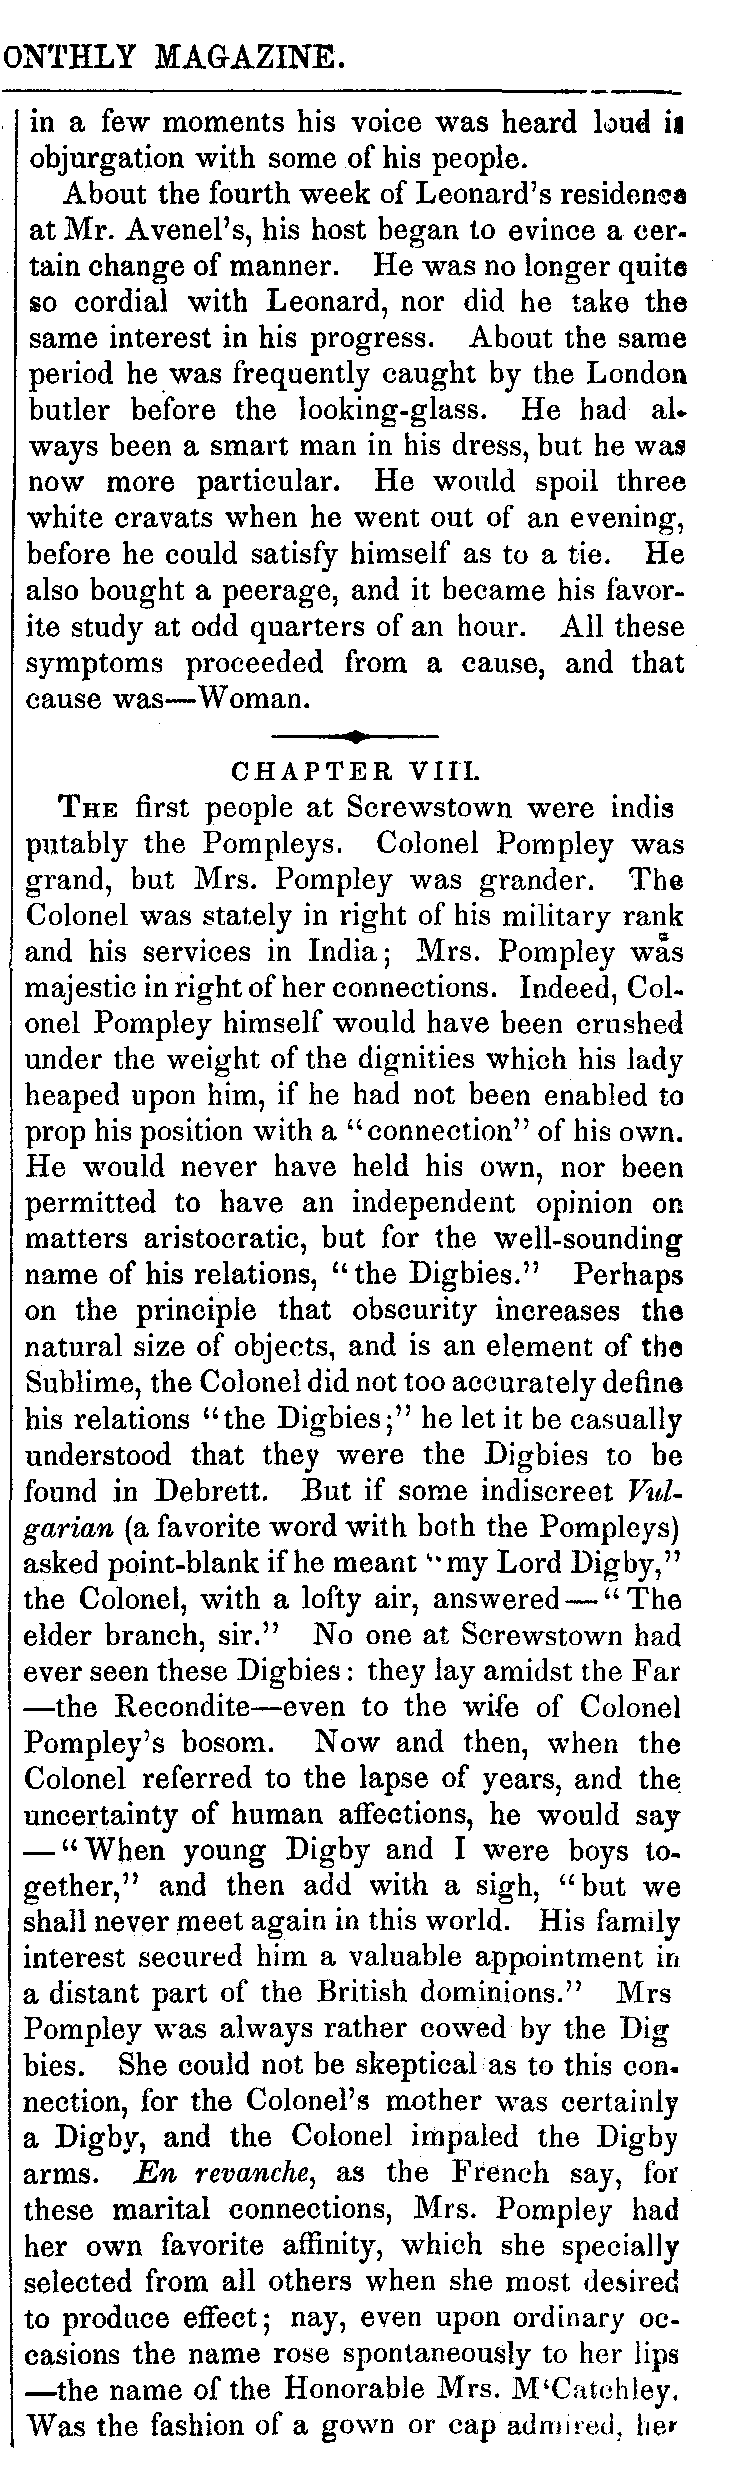 ONTHLY MAGAZINE.
in a few moments his voice was heard loud in
objurgation with some of his people.
About the fourth week of Leonard's residence
at Mr. Avenel's, his host began to evince a cer-
tain change of manner. He was no longer quite
so cordial with Leonard, nor did he take the
same interest in his progress. About the same
period he was frequently caught by the London
butler before the looking-glass. He had al-
ways been a smart man in his dress, but he was
now more particular. He would spoil three
white cravats when he went out of an evening,
before he could satisfy himself as to a tie. He
also bought a peerage, and it became his favor-
ite study at odd quarters of an hour. All these
symptoms proceeded from a cause, and that
cause was—Woman.
CHAPTER VIII.
THE first people at Screwstown were indis
putably the Pompleys. Colonel Pompley was
grand, but Mrs. Pompley was grander. The
Colonel was stately in right of his military rank
and his services in India; Mrs. Pompley was
majestic in right of her connections. Indeed, Col-
onel Pompley himself would have been crushed
under the weight of the dignities which his lady
heaped upon him, if he had not been enabled to
prop his position with a "connection" of his own.
He would never have held his own, nor been
permitted to have an independent opinion on
matters aristocratic, but for the well-sounding
name of his relations, "the Digbies." Perhaps
on the principle that obscurity increases the
natural size of objects, and is an element of the
Sublime, the Colonel did not too accurately define
his relations "the Digbies;" he let it be casually
understood that they were the Digbies to be
found in Debrett. But if some indiscreet Vul-
garian (a favorite word with both the Pompleys)
asked point-blank if he meant "my Lord Digby,"
the Colonel, with a lofty air, answered—"The
elder branch, sir." No one at Screwstown had
ever seen these Digbies: they lay amidst the Far
—the Recondite—even to the wife of Colonel
Pompley's bosom. Now and then, when the
Colonel referred to the lapse of years, and the
uncertainty of human affections, he would say
—"When young Digby and I were boys to-
gether," and then add with a sigh, "but we
shall never meet again in this world. His family
interest secured him a valuable appointment in
a distant part of the British dominions." Mrs
Pompley was always rather cowed by the Dig
bies. She could not be skeptical as to this con-
nection, for the Colonel's mother was certainly
a Digby, and the Colonel impaled the Digby
arms. En revanche, as the French say, for
these marital connections, Mrs. Pompley had
her own favorite affinity, which she specially
selected from all others when she most desired
to produce effect; nay, even upon ordinary oc-
casions the name rose spontaneously to her lips
—the name of the Honorable Mrs. M'Catchley.
Was the fashion of a gown or cap admired, her